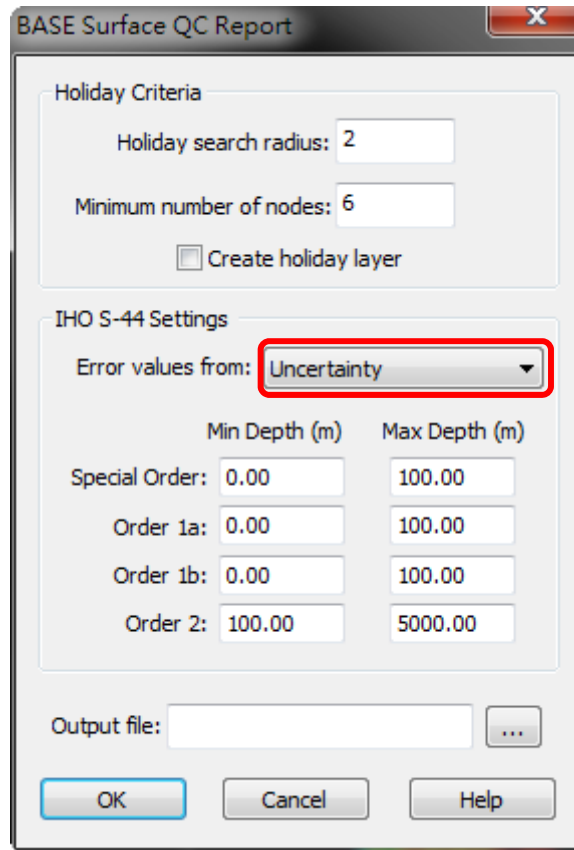 BASE Surface QC Report
Holiday Criteria
Holiday search radius: 2
Minimum number of nodes: 6
Create holiday layer
IHO S-44 Settings
Error values from: Uncertainty
Min Depth (m) Max Depth (m)
Special Order: 0.00 100.00
Order 1a: 0.00 100.00
Order 1b: 0.00 100.00
Order 2: 100.00 5000.00
Output file: ...
OK Cancel Help